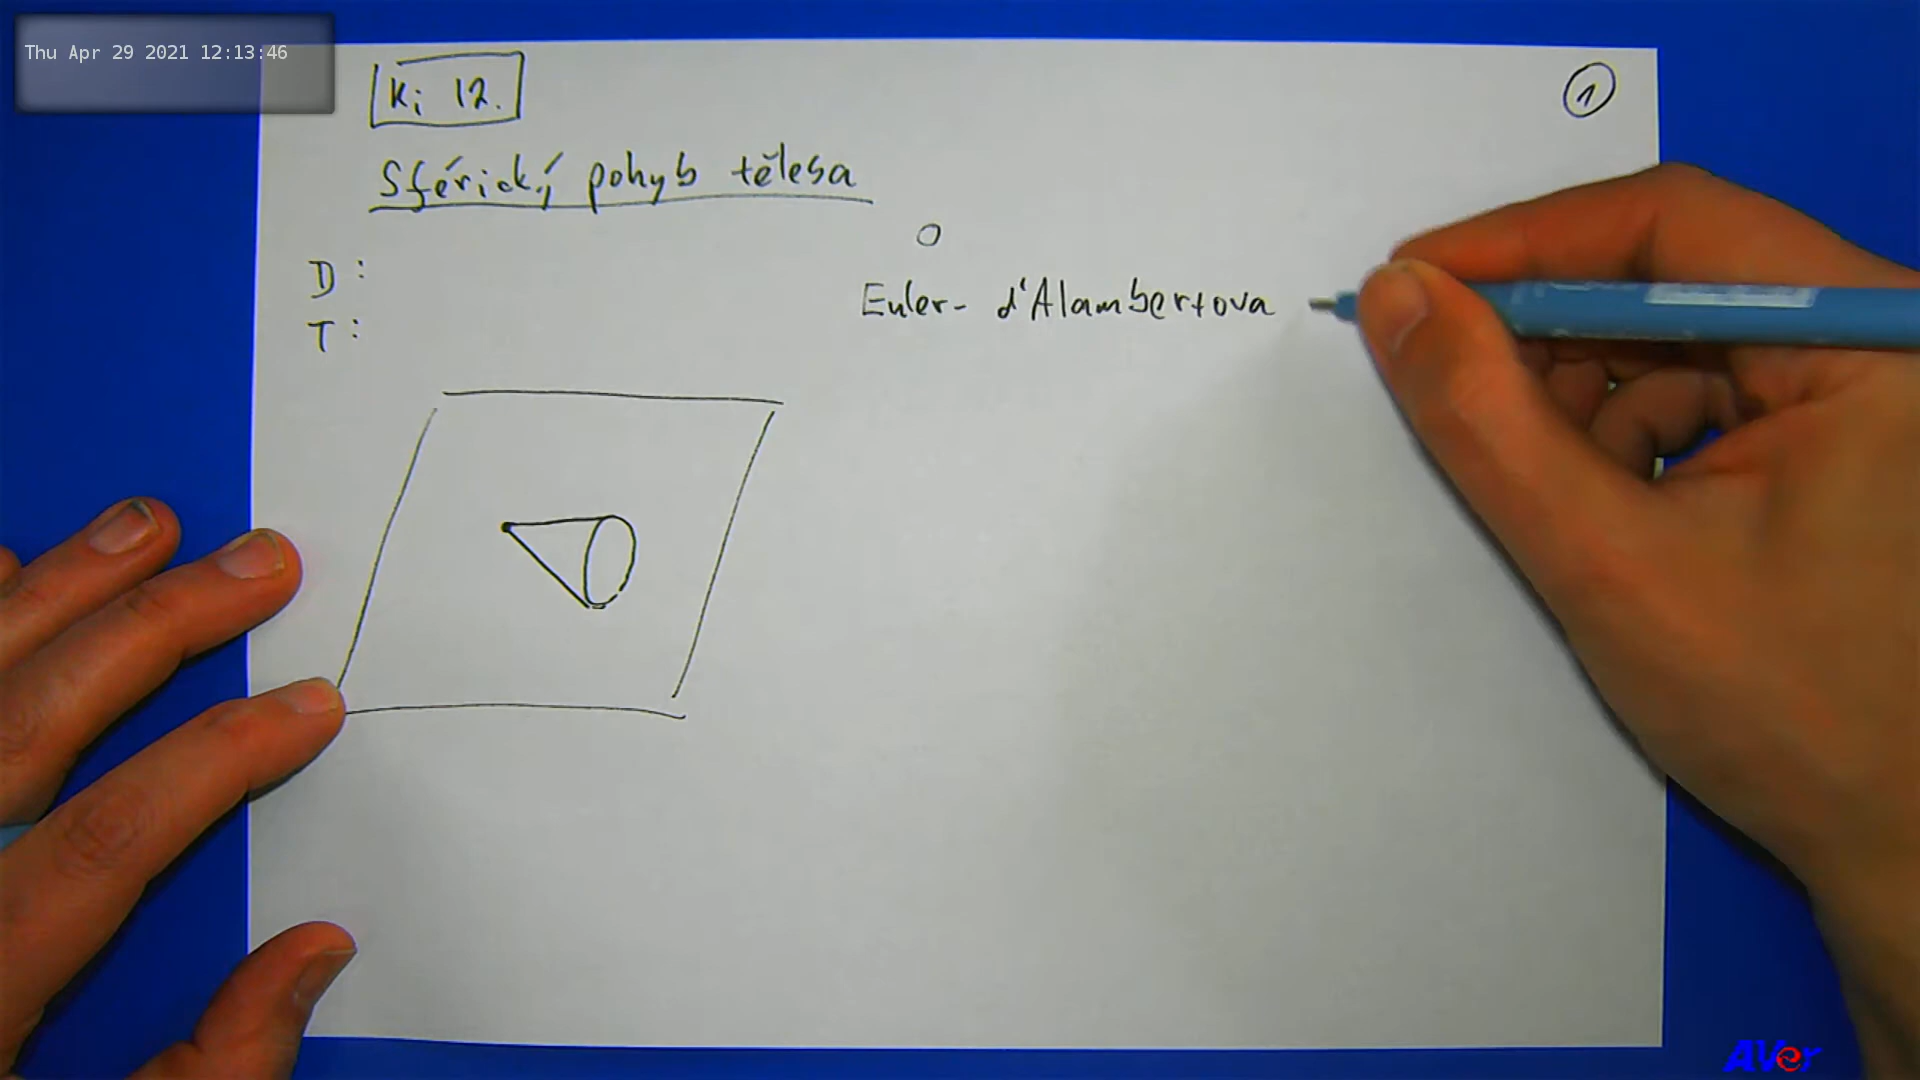 Thu Apr 29 2021 12:13:46
Ki 12.
1
Sférický pohyb tělesa
D :
T :
Euler- d'Alambertova
AVer